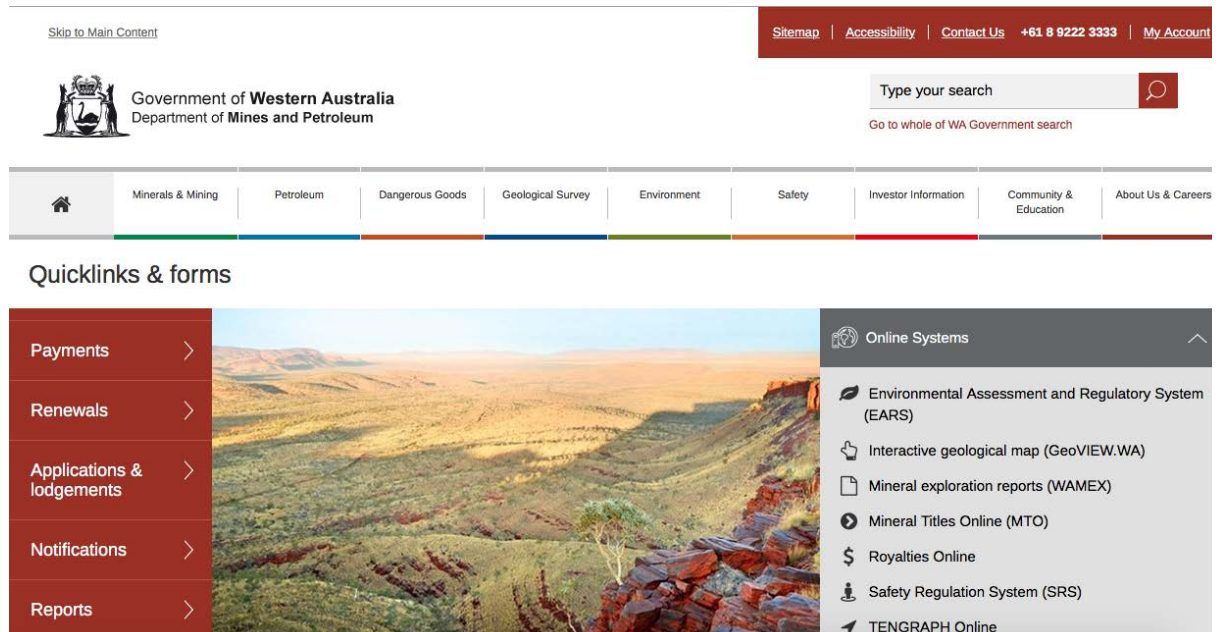 Skip to Main Content
Sitemap | Accessibility | Contact Us +61 8 9222 3333 | My Account
Government of Western Australia
Department of Mines and Petroleum
Type your search
Go to whole of WA Government search
Minerals & Mining
Petroleum
Dangerous Goods
Geological Survey
Environment
Safety
Investor Information
Community &
Education
About Us & Careers
Quicklinks & forms
Payments
Renewals
Applications &
lodgements
Notifications
Reports
Online Systems
Environmental Assessment and Regulatory System
(EARS)
Interactive geological map (GeoVIEW.WA)
Mineral exploration reports (WAMEX)
Mineral Titles Online (MTO)
Royalties Online
Safety Regulation System (SRS)
TENGRAPH Online